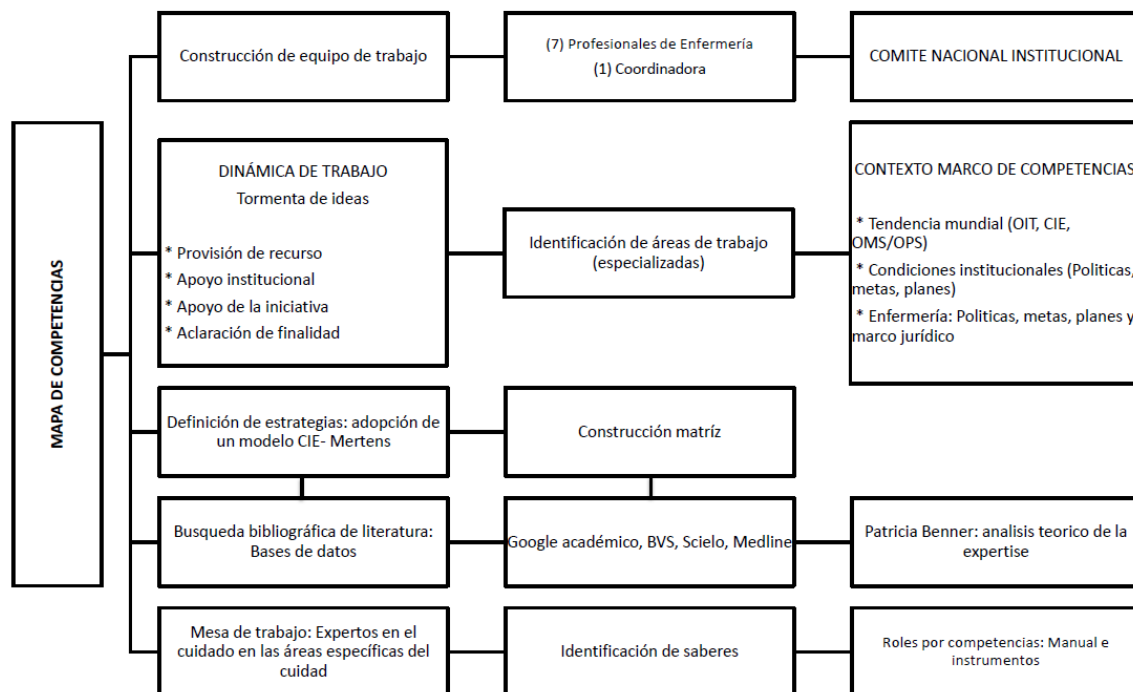 MAPA DE COMPETENCIAS
Construcción de equipo de trabajo
(7) Profesionales de Enfermería
(1) Coordinadora
COMITE NACIONAL INSTITUCIONAL
DINÁMICA DE TRABAJO
Tormenta de ideas
* Provisión de recurso
* Apoyo institucional
* Apoyo de la iniciativa
* Aclaración de finalidad
Identificación de áreas de trabajo
(especializadas)
CONTEXTO MARCO DE COMPETENCIAS
* Tendencia mundial (OIT, CIE,
OMS/OPS)
* Condiciones institucionales (Politicas,
metas, planes)
* Enfermería: Politicas, metas, planes y
marco jurídico
Definición de estrategias: adopción de
un modelo CIE- Mertens
Construcción matríz
Busqueda bibliográfica de literatura:
Bases de datos
Google académico, BVS, Scielo, Medline
Patricia Benner: analisis teorico de la
expertise
Mesa de trabajo: Expertos en el
cuidado en las áreas específicas del
cuidad
Identificación de saberes
Roles por competencias: Manual e
instrumentos